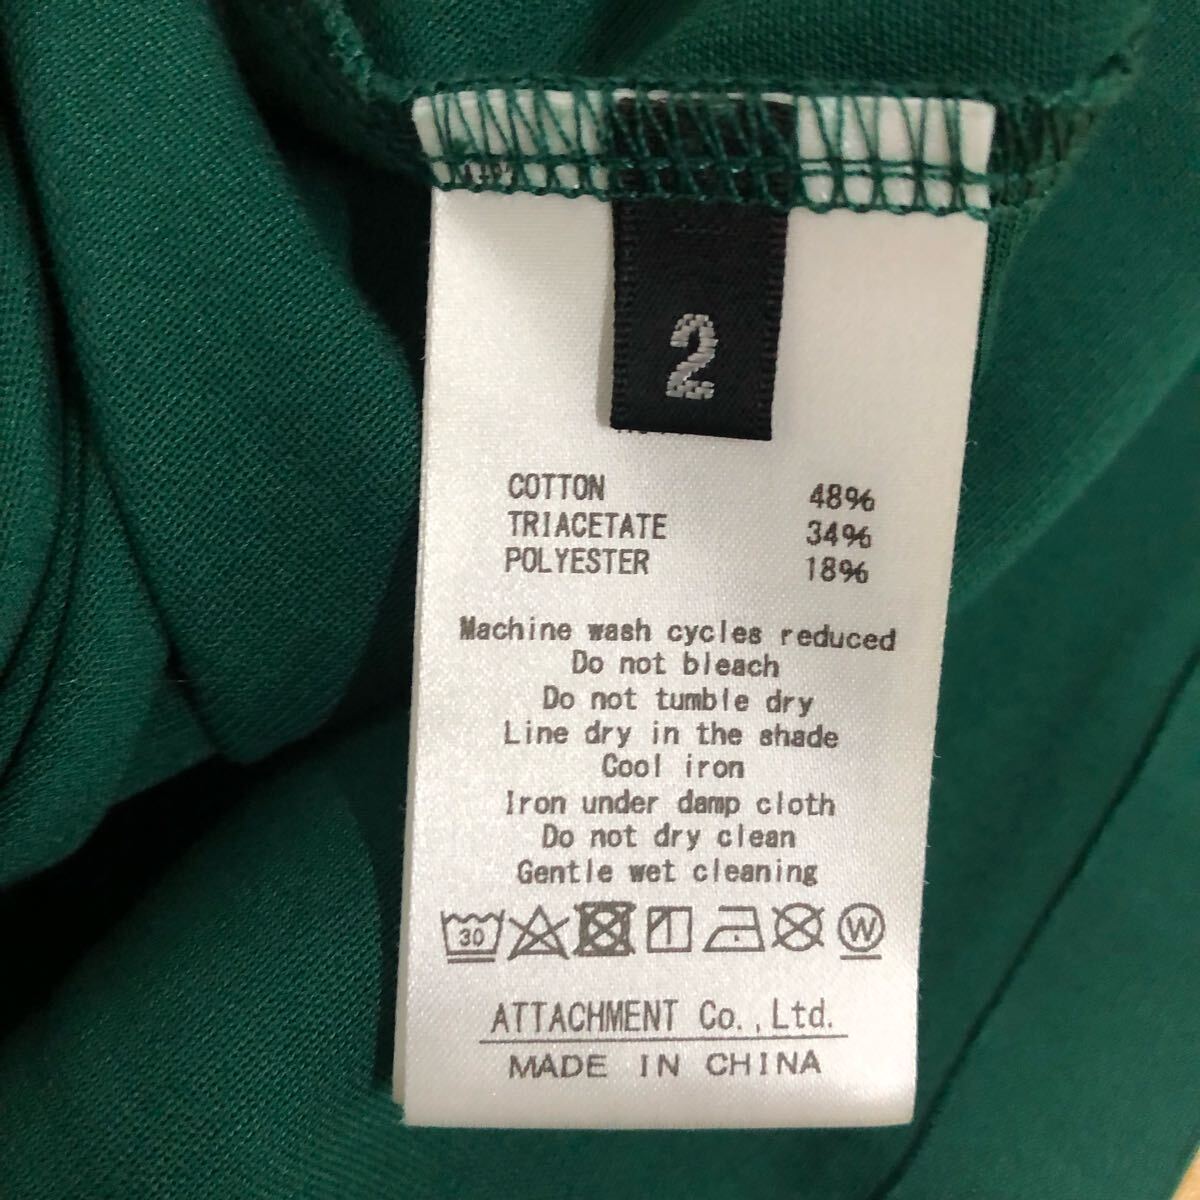 2
COTTON 48%
TRIACETATE 34%
POLYESTER 18%
Machine wash cycles reduced
Do not bleach
Do not tumble dry
Line dry in the shade
Cool iron
Iron under damp cloth
Do not dry clean
Gentle wet cleaning
30 W
ATTACHMENT Co.,Ltd.
MADE IN CHINA